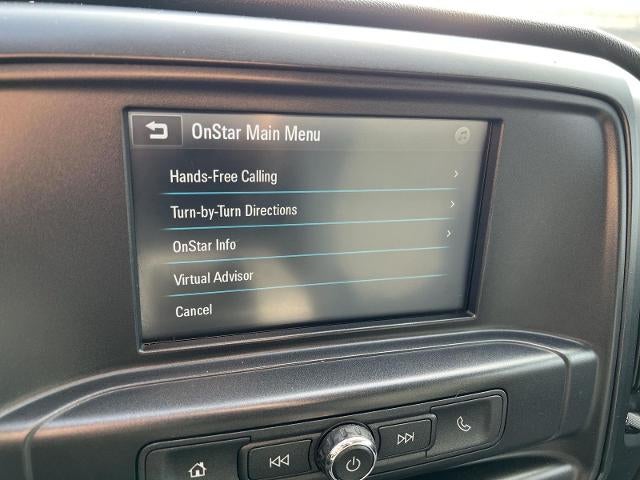 OnStar Main Menu
Hands-Free Calling
Turn-by-Turn Directions
OnStar Info
Virtual Advisor
Cancel